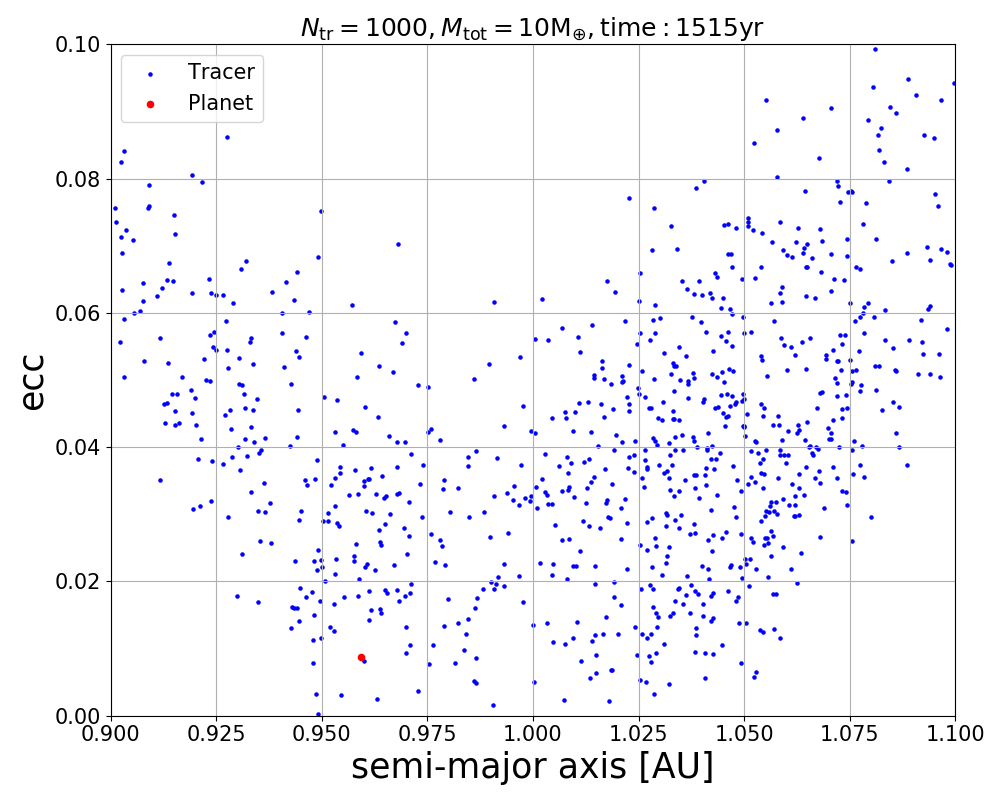 N_tr = 1000, M_tot = 10M_⊕, time : 1515yr
Tracer
Planet
ecc
0.10
0.08
0.06
0.04
0.02
0.00
0.900 0.925 0.950 0.975 1.000 1.025 1.050 1.075 1.100
semi-major axis [AU]